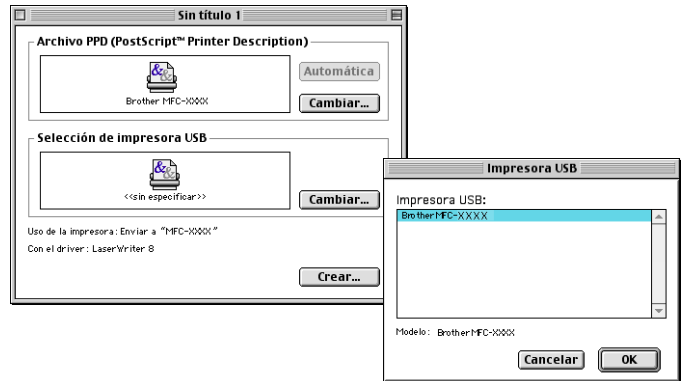 Sin título 1
Archivo PPD (PostScript™ Printer Description)
Brother MFC-XXXX
Automática
Cambiar...
Selección de impresora USB
<<sin especificar>>
Cambiar...
Uso de la impresora: Enviar a "MFC-XXXX"
Con el driver: LaserWriter 8
Crear...
Impresora USB
Impresora USB:
Brother MFC-XXXX
Modelo: Brother MFC-XXXX
Cancelar
OK